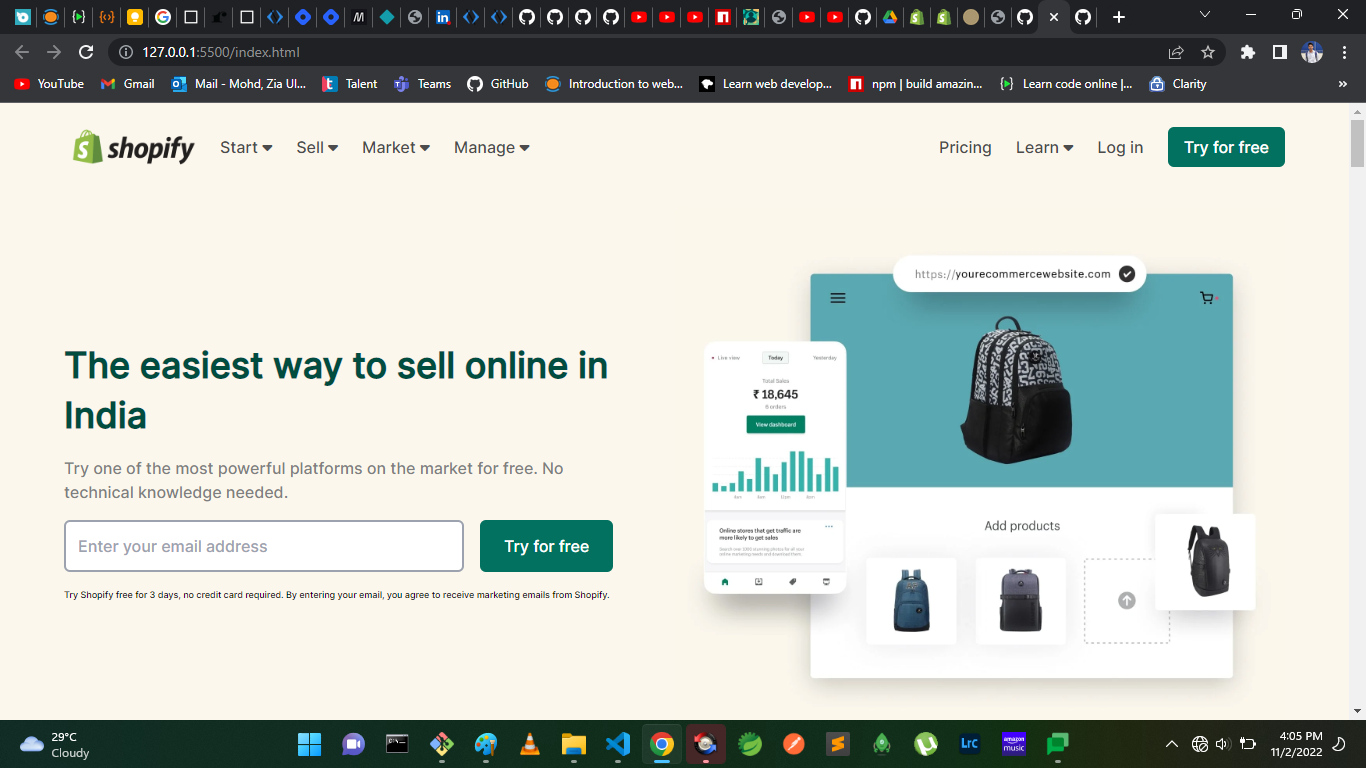 127.0.0.1:5500/index.html
YouTube
Gmail
Mail - Mohd, Zia Ul...
Talent
Teams
GitHub
Introduction to web...
Learn web develop...
npm | build amazin...
Learn code online |...
Clarity
»
shopify
Start
Sell
Market
Manage
Pricing
Learn
Log in
Try for free
https://yourecommercewebsite.com
Live view
Today
Yesterday
Total Sales
₹ 18,645
6 orders
View dashboard
The easiest way to sell online in
India
Try one of the most powerful platforms on the market for free. No
technical knowledge needed.
Enter your email address
Try for free
Try Shopify free for 3 days, no credit card required. By entering your email, you agree to receive marketing emails from Shopify.
Online stores that get traffic are
more likely to get sales
Add products
29°C
Cloudy
LrC
amazon
music
4:05 PM
11/2/2022